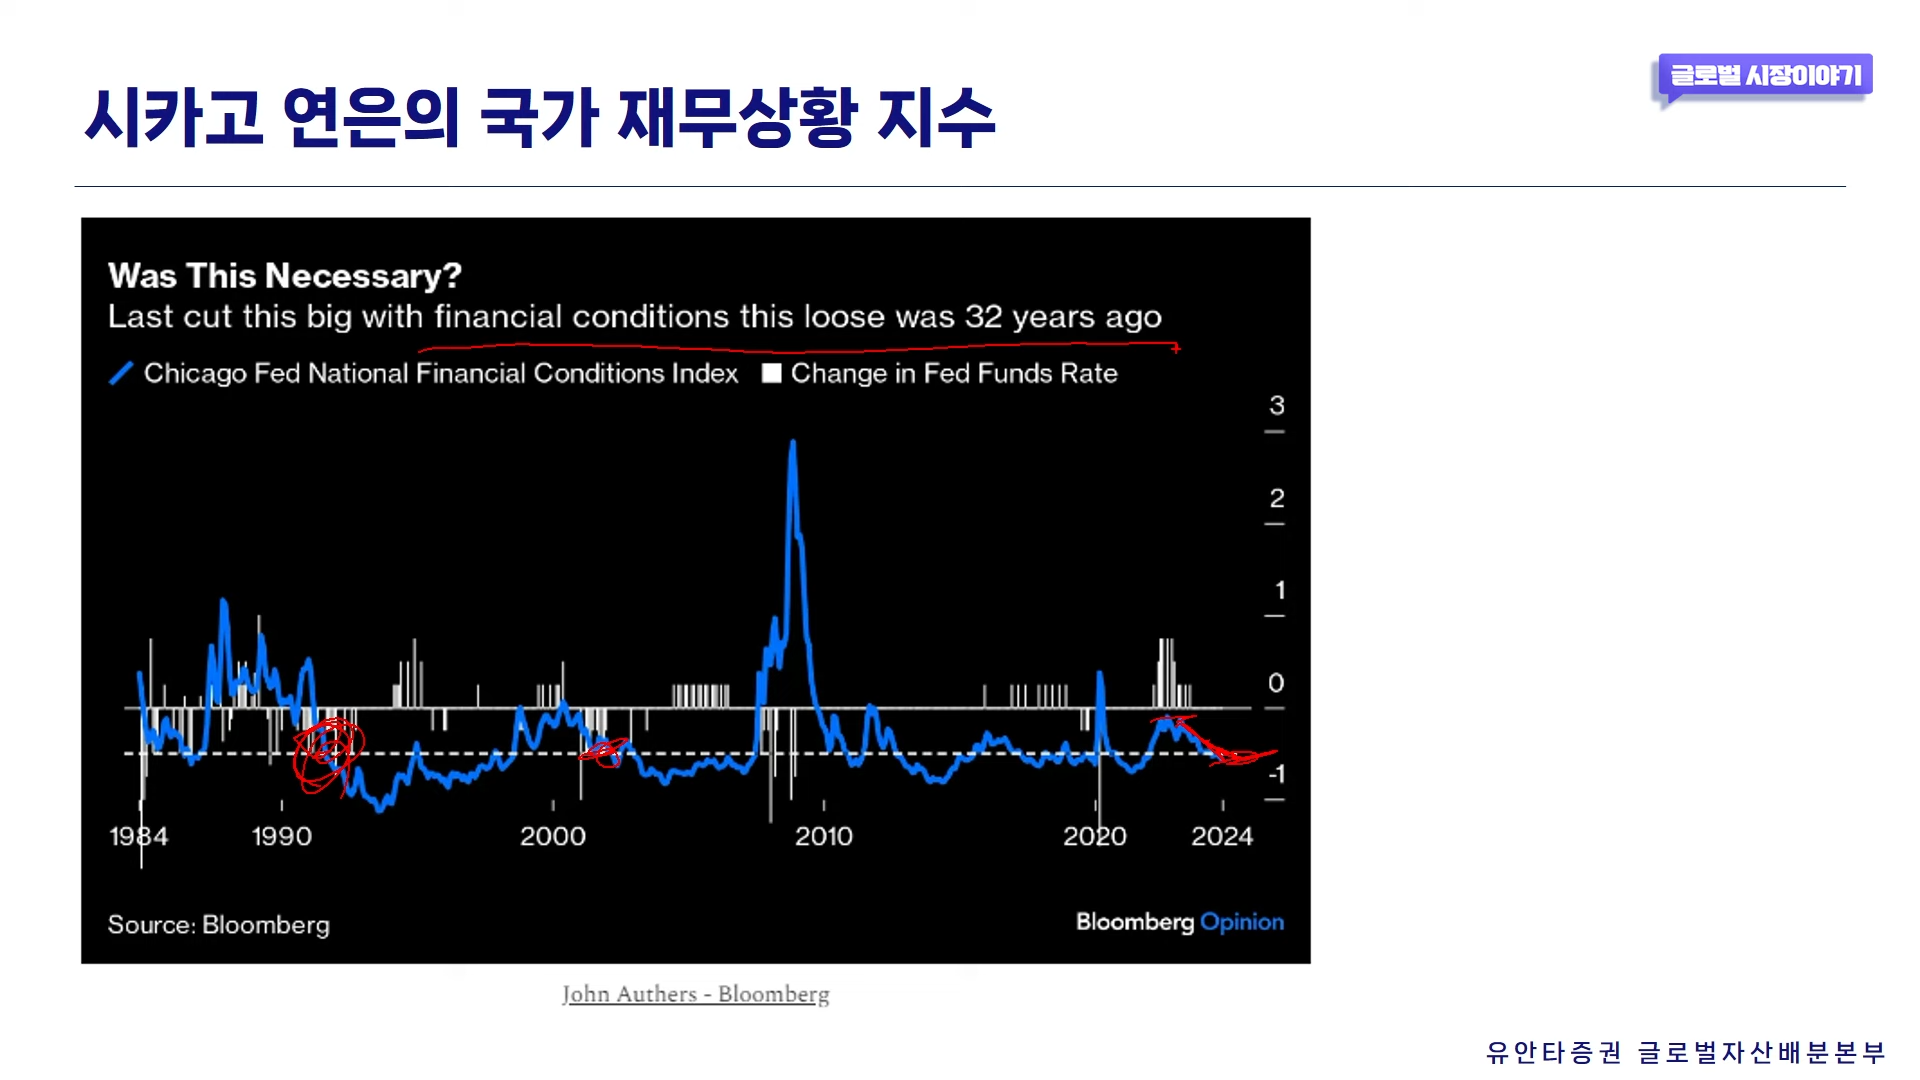 시카고 연은의 국가 재무상황 지수
글로벌 시장이야기
Was This Necessary?
Last cut this big with financial conditions this loose was 32 years ago
Chicago Fed National Financial Conditions Index
Change in Fed Funds Rate
3
2
1
0
-1
1984
1990
2000
2010
2020
2024
Source: Bloomberg
Bloomberg Opinion
John Authers - Bloomberg
유안타증권 글로벌자산배분본부